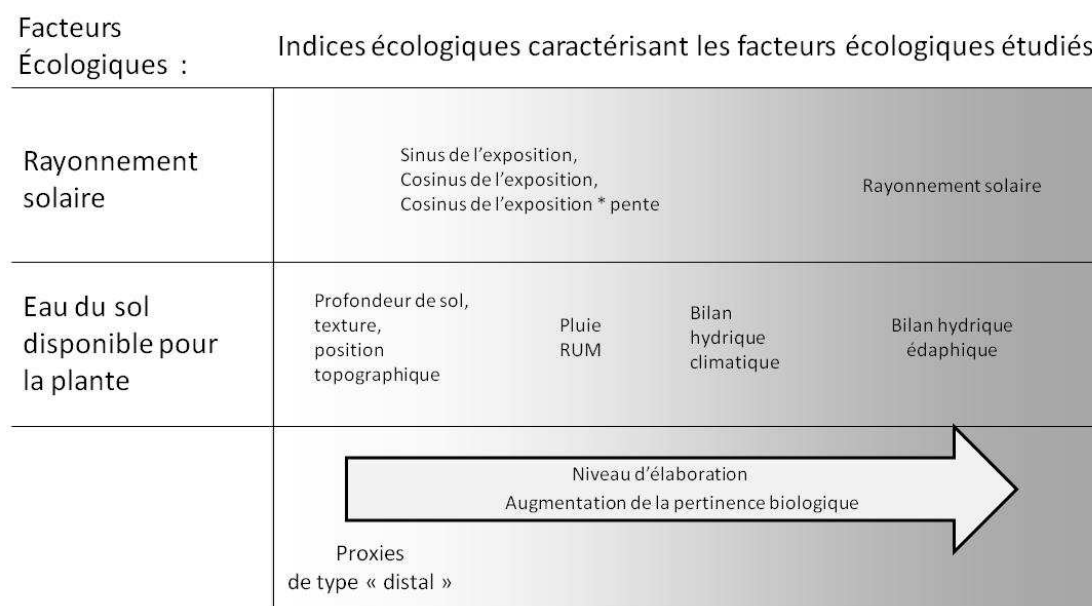 Facteurs
Écologiques :
Indices écologiques caractérisant les facteurs écologiques étudiés
Rayonnement
solaire
Sinus de l'exposition,
Cosinus de l'exposition,
Cosinus de l'exposition * pente
Rayonnement solaire
Eau du sol
disponible pour
la plante
Profondeur de sol,
texture,
position
topographique
Pluie
RUM
Bilan
hydrique
climatique
Bilan hydrique
édaphique
Niveau d'élaboration
Augmentation de la pertinence biologique
Proxies
de type « distal »